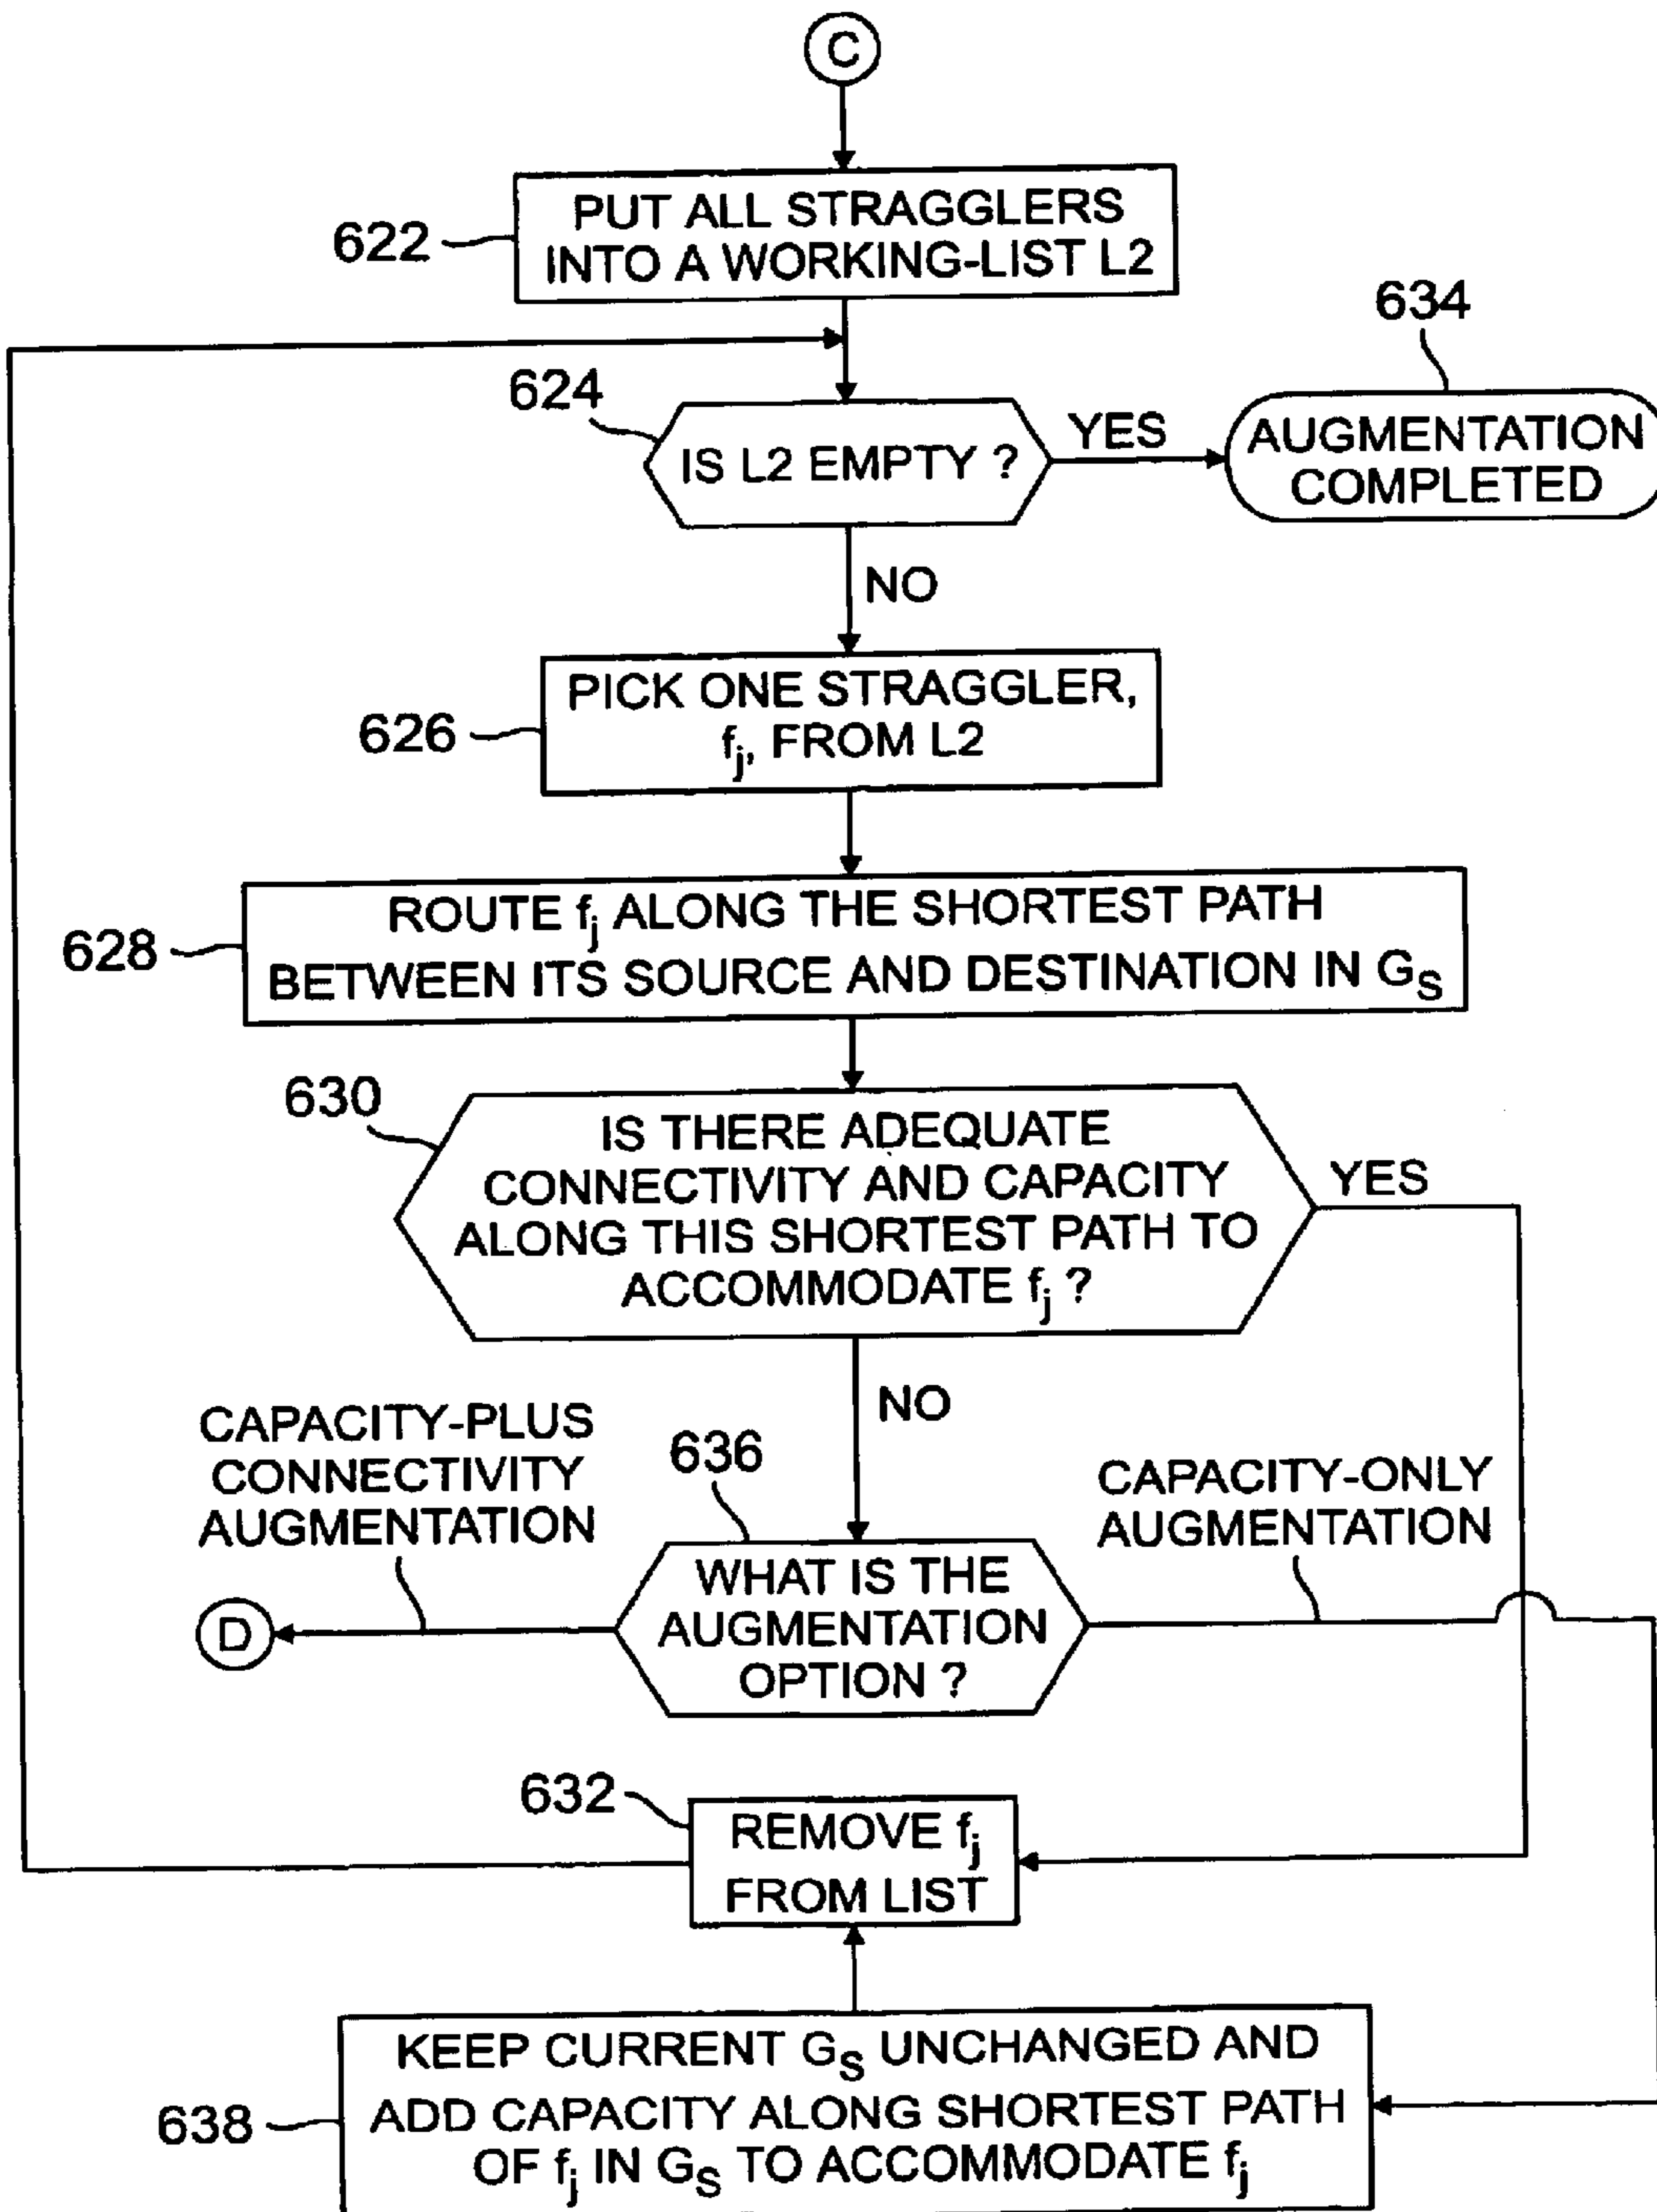 C
PUT ALL STRAGGLERS
INTO A WORKING-LIST L2
622
634
624
IS L2 EMPTY ?
YES
AUGMENTATION
COMPLETED
NO
PICK ONE STRAGGLER,
fj, FROM L2
626
ROUTE fj ALONG THE SHORTEST PATH
BETWEEN ITS SOURCE AND DESTINATION IN GS
628
630
IS THERE ADEQUATE
CONNECTIVITY AND CAPACITY
ALONG THIS SHORTEST PATH TO
ACCOMMODATE fj ?
YES
NO
CAPACITY-PLUS
CONNECTIVITY
AUGMENTATION
636
CAPACITY-ONLY
AUGMENTATION
D
WHAT IS THE
AUGMENTATION
OPTION ?
632
REMOVE fj
FROM LIST
KEEP CURRENT GS UNCHANGED AND
ADD CAPACITY ALONG SHORTEST PATH
OF fj IN GS TO ACCOMMODATE fj
638